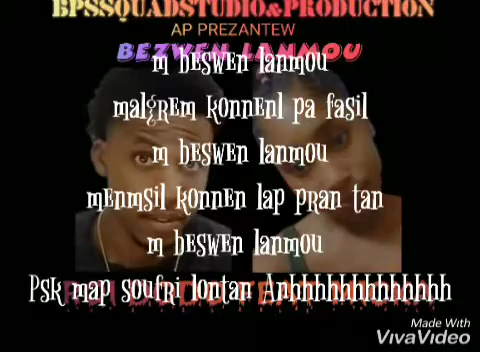 BPSSQUADSTUDIO&PRODUCTION
AP PREZANTEW
BEZWEN LANMOU
m beswen lanmou
malgrem konnenl pa fasil
m beswen lanmou
menmsil konnen lap pran tan
m beswen lanmou
Psk map soufri lontan Anhhhhhhhhhhhhhh
Made With
VivaVideo